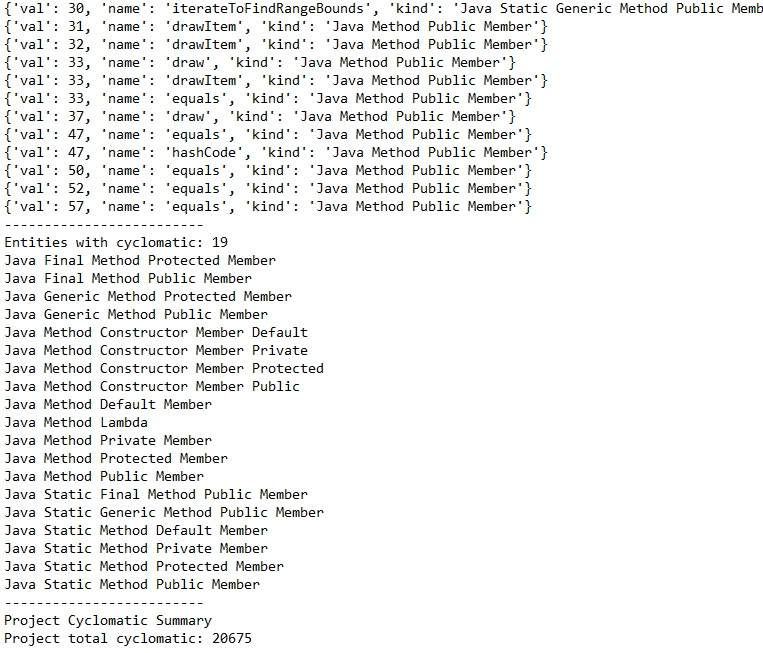 {'val': 30, 'name': 'iterateToFindRangeBounds', 'kind': 'Java Static Generic Method Public Memb
{'val': 31, 'name': 'drawItem', 'kind': 'Java Method Public Member'}
{'val': 32, 'name': 'drawItem', 'kind': 'Java Method Public Member'}
{'val': 33, 'name': 'draw', 'kind': 'Java Method Public Member'}
{'val': 33, 'name': 'drawItem', 'kind': 'Java Method Public Member'}
{'val': 33, 'name': 'equals', 'kind': 'Java Method Public Member'}
{'val': 37, 'name': 'draw', 'kind': 'Java Method Public Member'}
{'val': 47, 'name': 'equals', 'kind': 'Java Method Public Member'}
{'val': 47, 'name': 'hashCode', 'kind': 'Java Method Public Member'}
{'val': 50, 'name': 'equals', 'kind': 'Java Method Public Member'}
{'val': 52, 'name': 'equals', 'kind': 'Java Method Public Member'}
{'val': 57, 'name': 'equals', 'kind': 'Java Method Public Member'}
-------------------------
Entities with cyclomatic: 19
Java Final Method Protected Member
Java Final Method Public Member
Java Generic Method Protected Member
Java Generic Method Public Member
Java Method Constructor Member Default
Java Method Constructor Member Private
Java Method Constructor Member Protected
Java Method Constructor Member Public
Java Method Default Member
Java Method Lambda
Java Method Private Member
Java Method Protected Member
Java Method Public Member
Java Static Final Method Public Member
Java Static Generic Method Public Member
Java Static Method Default Member
Java Static Method Private Member
Java Static Method Protected Member
Java Static Method Public Member
-------------------------
Project Cyclomatic Summary
Project total cyclomatic: 20675